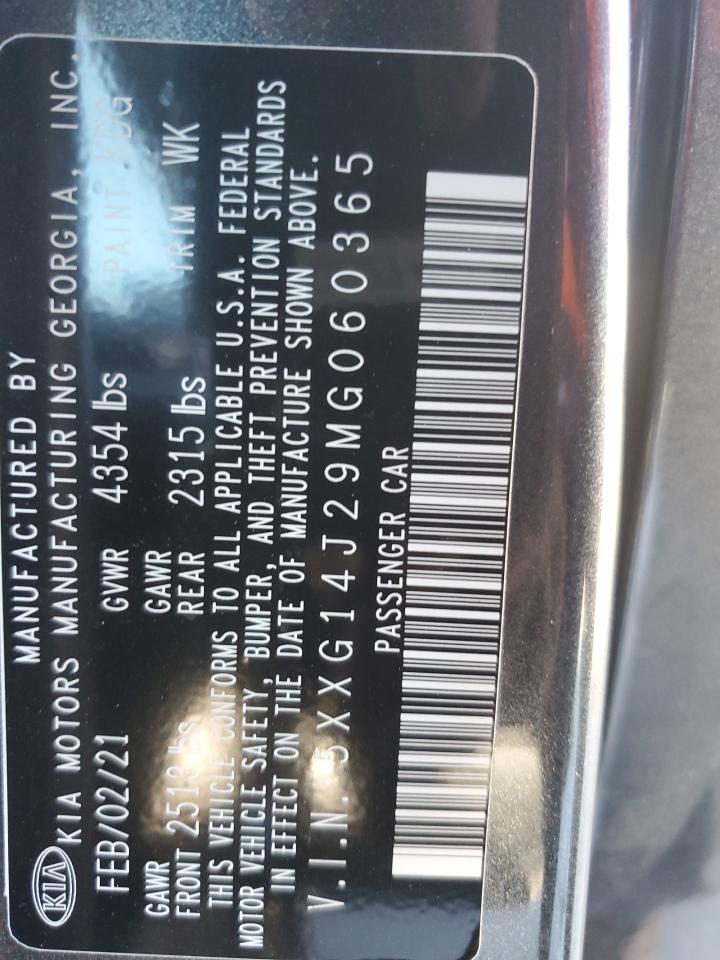 MANUFACTURED BY
KIA KIA MOTORS MANUFACTURING GEORGIA, INC.
FEB/02/21 GVWR 4354 lbs PAINT KDG
GAWR GAWR
FRONT 2513 lbs REAR 2315 lbs TRIM WK
THIS VEHICLE CONFORMS TO ALL APPLICABLE U.S.A. FEDERAL
MOTOR VEHICLE SAFETY, BUMPER, AND THEFT PREVENTION STANDARDS
IN EFFECT ON THE DATE OF MANUFACTURE SHOWN ABOVE.
V.I.N. 5XXG14J29MG060365
PASSENGER CAR